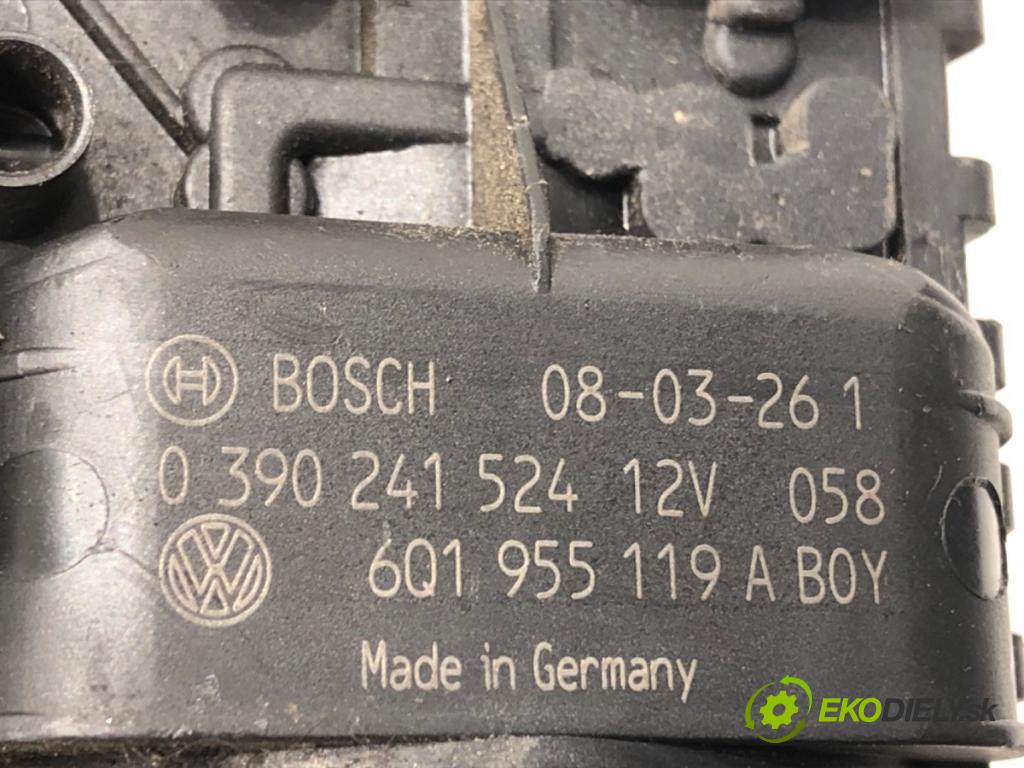 BOSCH 08-03-26 1
0 390 241 524 12V 058
6Q1 955 119 A BOY
Made in Germany
EKODIELY.sk